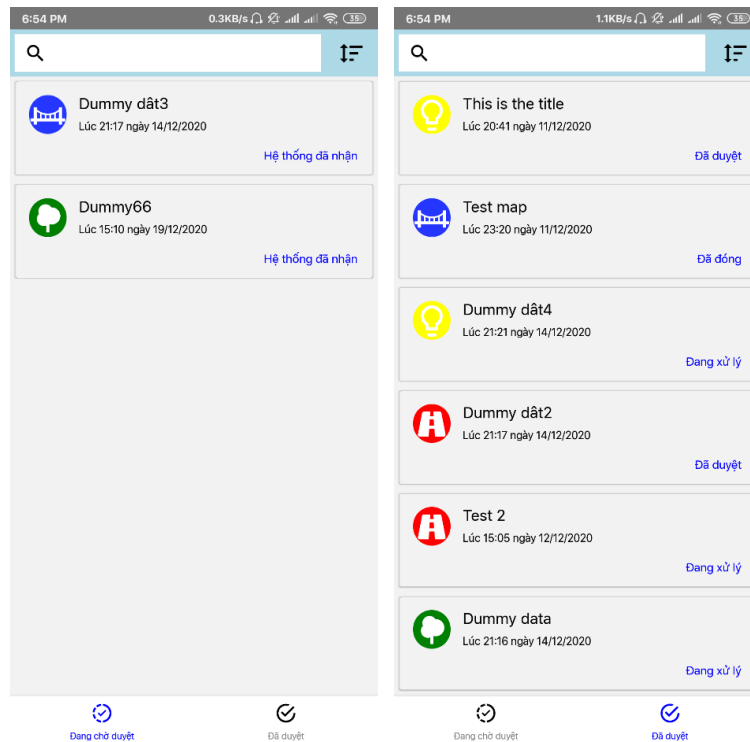 6:54 PM 0.3KB/s 35
Dummy dât3
Lúc 21:17 ngày 14/12/2020
Hệ thống đã nhận
Dummy66
Lúc 15:10 ngày 19/12/2020
Hệ thống đã nhận
Đang chờ duyệt
Đã duyệt
6:54 PM 1.1KB/s 35
This is the title
Lúc 20:41 ngày 11/12/2020
Đã duyệt
Test map
Lúc 23:20 ngày 11/12/2020
Đã đóng
Dummy dât4
Lúc 21:21 ngày 14/12/2020
Đang xử lý
Dummy dât2
Lúc 21:17 ngày 14/12/2020
Đã duyệt
Test 2
Lúc 15:05 ngày 12/12/2020
Đang xử lý
Dummy data
Lúc 21:16 ngày 14/12/2020
Đang xử lý
Đang chờ duyệt
Đã duyệt